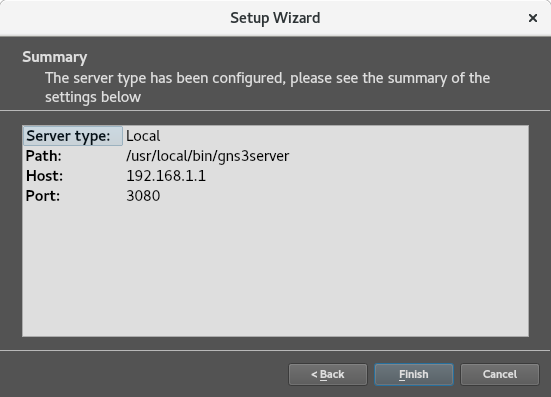 Setup Wizard
Summary
The server type has been configured, please see the summary of the
settings below
Server type: Local
Path: /usr/local/bin/gns3server
Host: 192.168.1.1
Port: 3080
< Back Finish Cancel